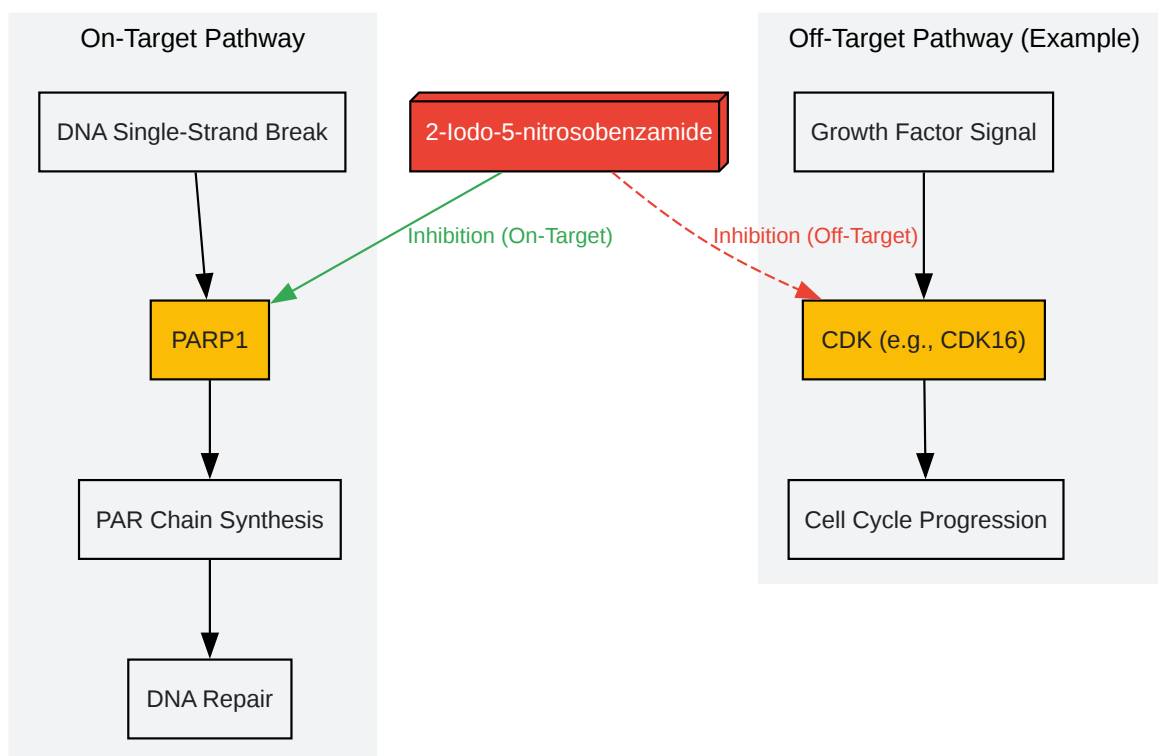 On-Target Pathway
DNA Single-Strand Break
PARP1
PAR Chain Synthesis
DNA Repair
2-Iodo-5-nitrosobenzamide
Inhibition (On-Target)
Inhibition (Off-Target)
Off-Target Pathway (Example)
Growth Factor Signal
CDK (e.g., CDK16)
Cell Cycle Progression